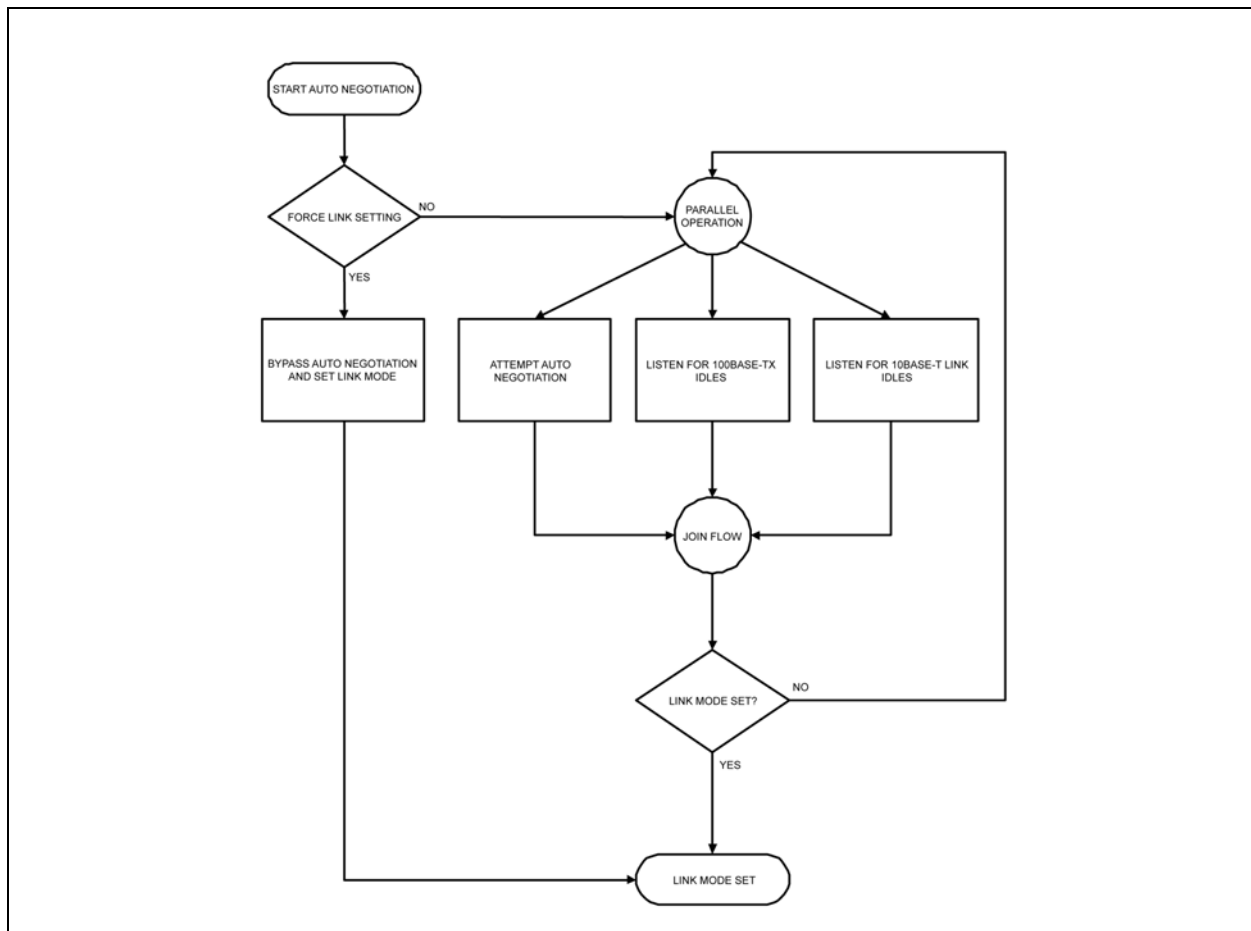 START AUTO NEGOTIATION
FORCE LINK SETTING
NO
YES
PARALLEL
OPERATION
BYPASS AUTO NEGOTIATION
AND SET LINK MODE
ATTEMPT AUTO
NEGOTIATION
LISTEN FOR 100BASE-TX
IDLES
LISTEN FOR 10BASE-T LINK
IDLES
JOIN FLOW
LINK MODE SET?
NO
YES
LINK MODE SET